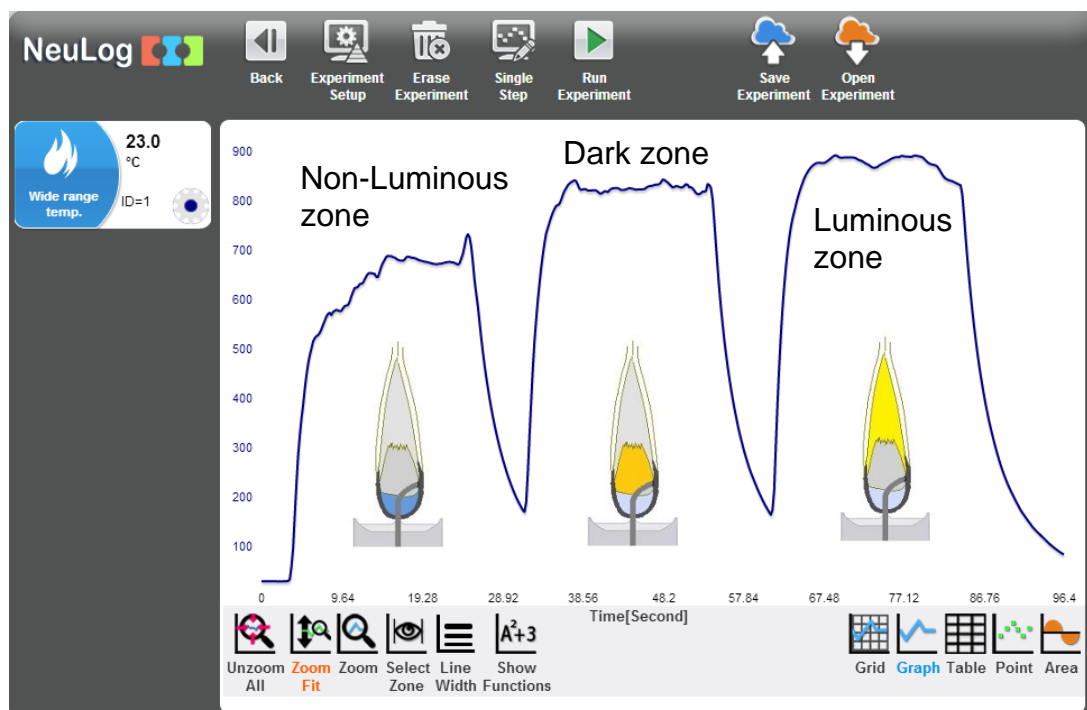 NeuLog
Back
Experiment
Setup
Erase
Experiment
Single
Step
Run
Experiment
Save
Experiment
Open
Experiment
Wide range
temp.
23.0
°C
ID=1
900
800
700
600
500
400
300
200
100
Non-Luminous
zone
Dark zone
Luminous
zone
0 9.64 19.28 28.92 38.56 48.2 57.84 67.48 77.12 86.76 96.4
Time[Second]
A²+3
Unzoom
All
Zoom
Fit
Zoom
Select
Zone
Line
Width
Show
Functions
Grid
Graph
Table
Point
Area